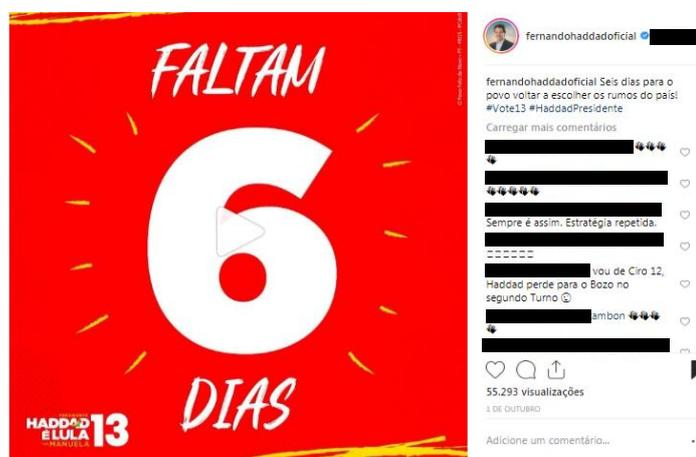 FALTAM
6
DIAS
PRESIDENTE
HADDAD
É LULA
MANUELA
13
fernandohaddadoficial
fernandohaddadoficial Seis dias para o
povo voltar a escolher os rumos do país!
#Vote13 #HaddadPresidente
Carregar mais comentários
Sempre é assim. Estratégia repetida.
vou de Ciro 12,
Haddad perde para o Bozo no
segundo Turno
ambon
55.293 visualizações
1 DE OUTUBRO
Adicione um comentário...